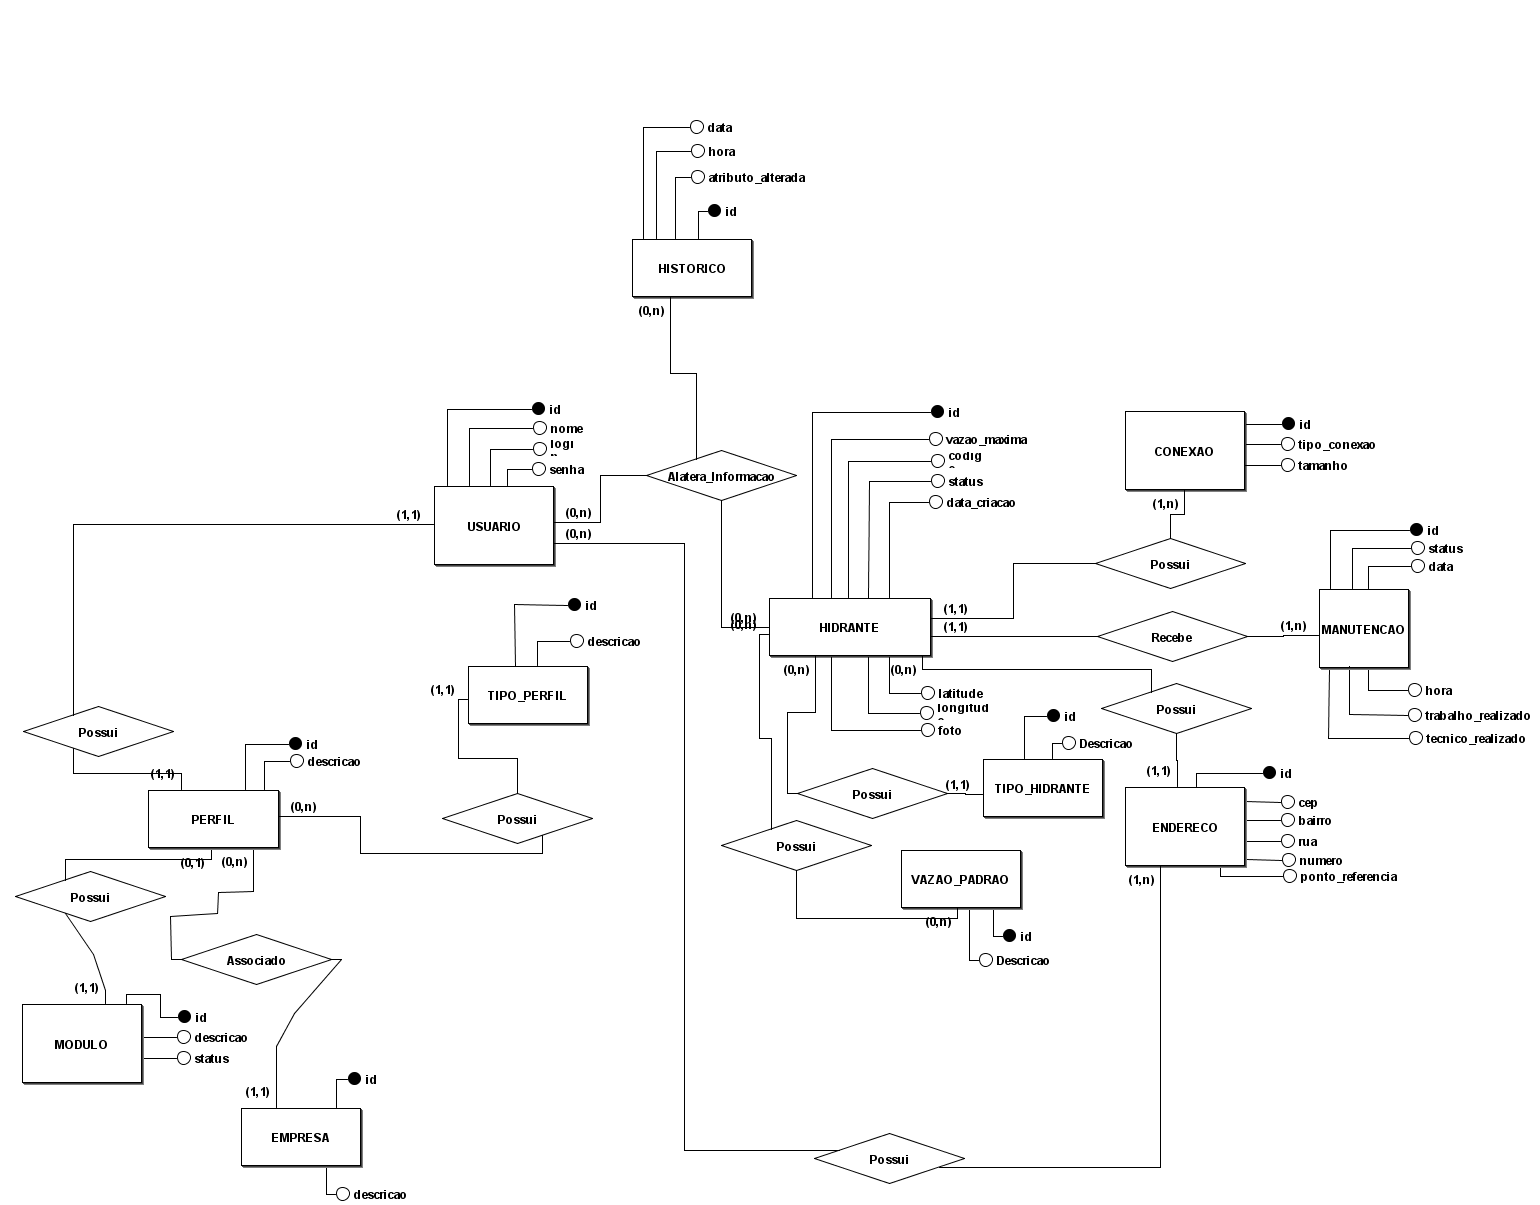 data
hora
atributo_alterada
id
HISTORICO
(0,n)
id
nome
senha
USUARIO
(1,1)
(0,n)
(0,n)
Alatera_Informacao
id
vazao_maxima
status
data_criacao
HIDRANTE
(0,n)
(0,n)
(1,1)
(1,1)
(0,n)
(0,n)
latitude
foto
id
tipo_conexao
tamanho
CONEXAO
(1,n)
Possui
Recebe
(1,n)
id
status
data
MANUTENCAO
hora
trabalho_realizado
tecnico_realizado
Possui
(1,1)
id
cep
bairro
rua
numero
ponto_referencia
ENDERECO
(1,n)
id
Descricao
TIPO_HIDRANTE
(1,1)
Possui
Possui
VAZAO_PADRAO
(0,n)
id
Descricao
id
descricao
TIPO_PERFIL
(1,1)
Possui
Possui
(1,1)
id
descricao
PERFIL
(0,n)
(0,1)
(0,n)
Possui
Associado
(1,1)
id
descricao
status
MODULO
(1,1)
id
EMPRESA
descricao
Possui